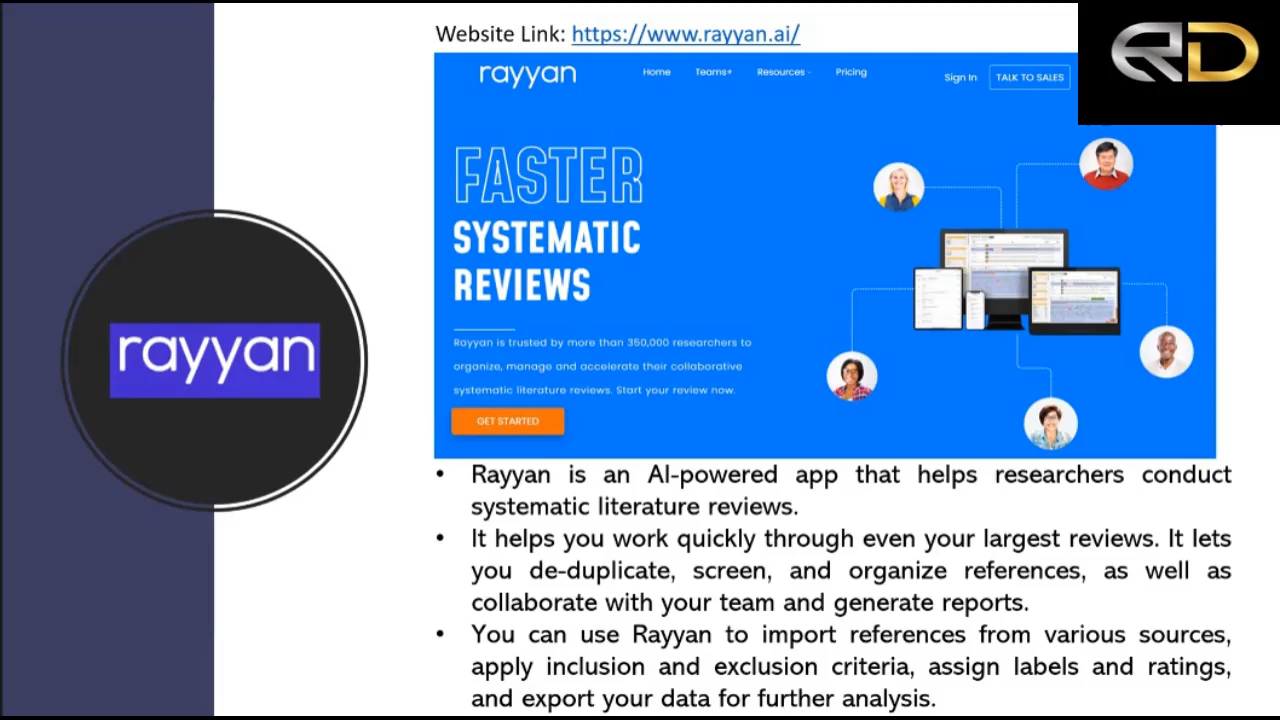 Website Link: https://www.rayyan.ai/
rayyan
Home Teams+ Resources Pricing
Sign In TALK TO SALES
RD
FASTER
SYSTEMATIC
REVIEWS
Rayyan is trusted by more than 350,000 researchers to
organize, manage and accelerate their collaborative
systematic literature reviews. Start your review now.
GET STARTED
rayyan
• Rayyan is an AI-powered app that helps researchers conduct
systematic literature reviews.
• It helps you work quickly through even your largest reviews. It lets
you de-duplicate, screen, and organize references, as well as
collaborate with your team and generate reports.
• You can use Rayyan to import references from various sources,
apply inclusion and exclusion criteria, assign labels and ratings,
and export your data for further analysis.